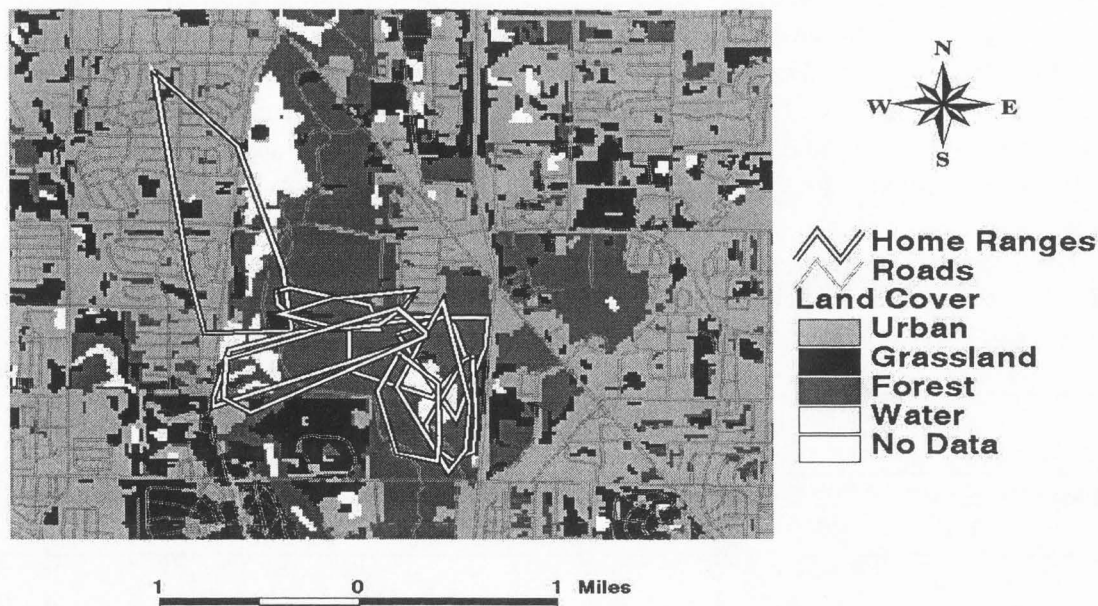 N
W E
S
Home Ranges
Roads
Land Cover
Urban
Grassland
Forest
Water
No Data
1 0 1 Miles